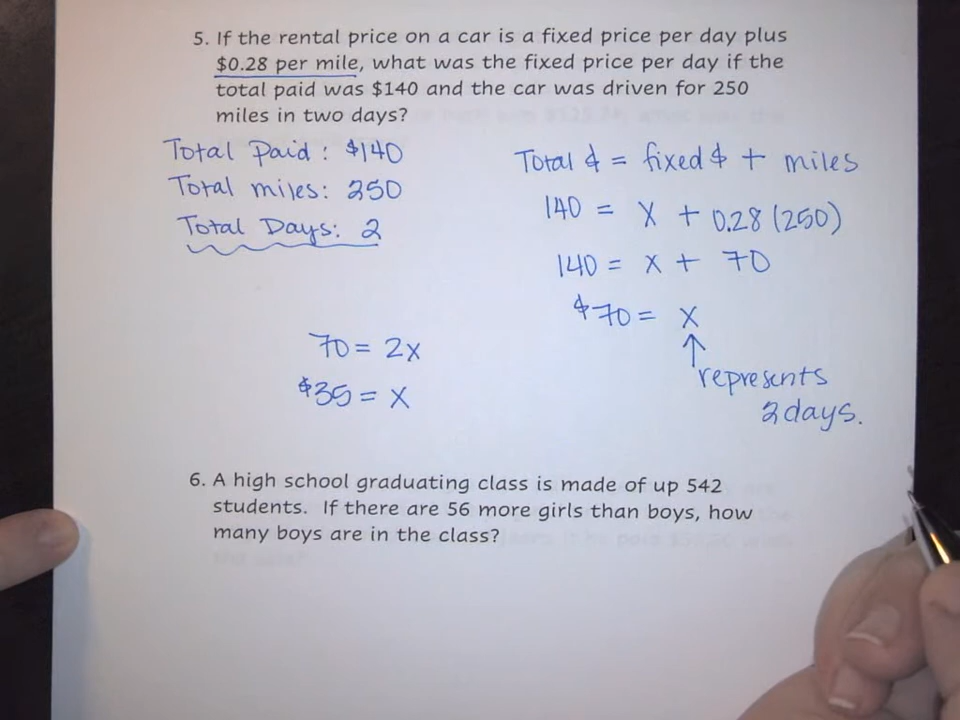 5. If the rental price on a car is a fixed price per day plus
$0.28 per mile, what was the fixed price per day if the
total paid was $140 and the car was driven for 250
miles in two days?
Total Paid: $140
Total miles: 250
Total Days: 2
Total $ = fixed $ + miles
140 = x + 0.28 (250)
140 = x + 70
$70 = x
represents
2 days.
70 = 2x
$35 = x
6. A high school graduating class is made of up 542
students. If there are 56 more girls than boys, how
many boys are in the class?